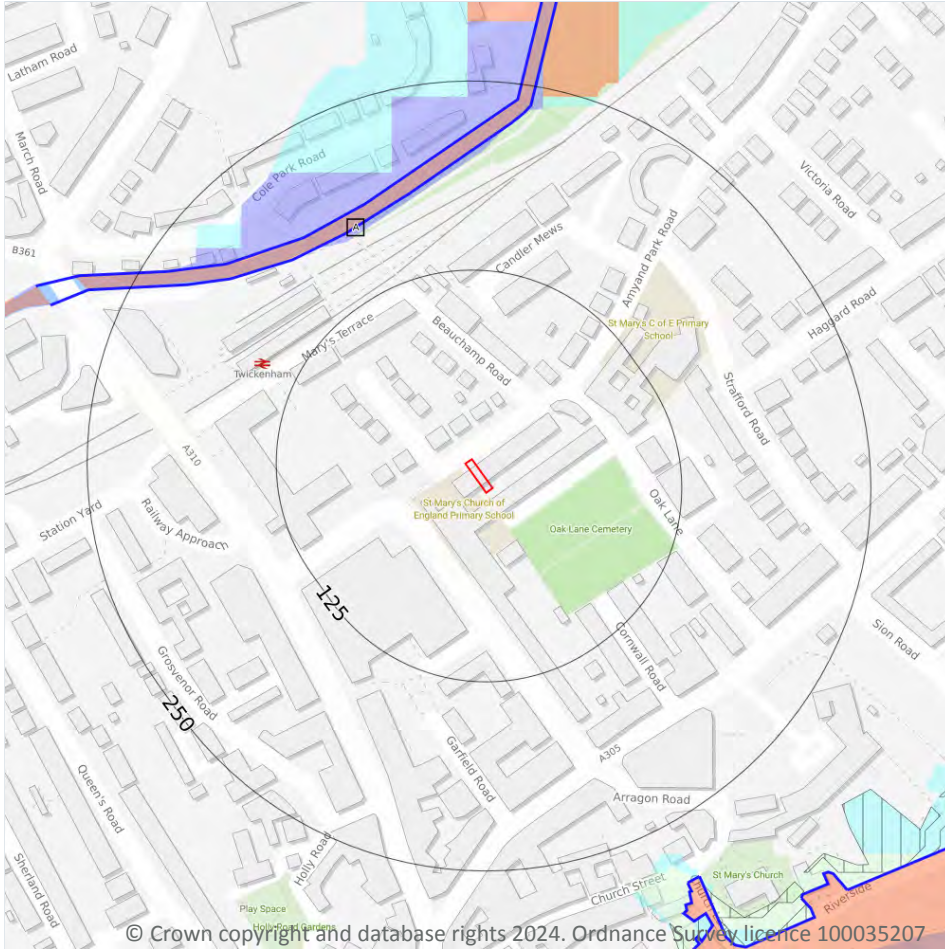 Latham Road
March Road
Cole Park Road
B361
A
Victoria Road
Candler Mews
Amyand Park Road
Haggard Road
St Mary's C of E Primary
School
Mary's Terrace
Beauchamp Road
Twickenham
Strafford Road
A310
St Mary's Church of
England Primary School
Oak Lane Cemetery
Oak Lane
Station Yard
Railway Approach
125
Cornwall Road
Sion Road
Grosvenor Road
250
Garfield Road
A305
Queen's Road
Arragon Road
Holly Road
Sherland Road
Church Street
St Mary's Church
Riverside
Play Space
Holly Road Gardens
© Crown copyright and database rights 2024. Ordnance Survey licence 100035207